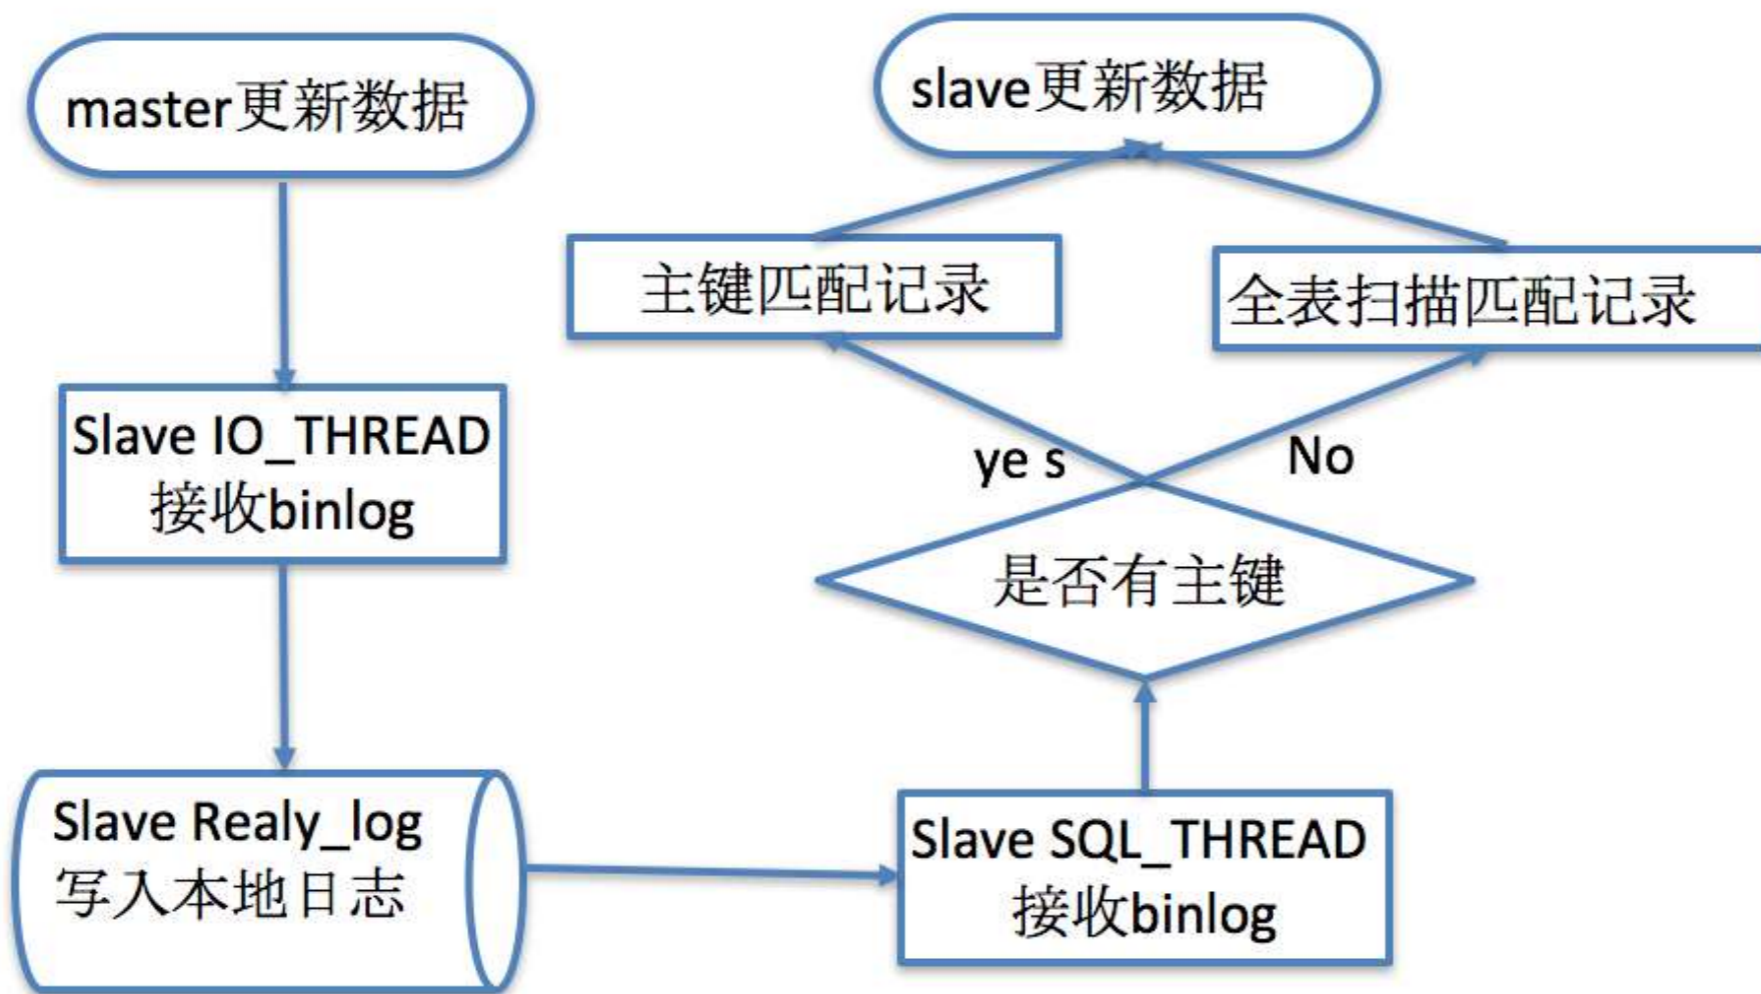 master更新数据
Slave IO_THREAD
接收binlog
Slave Realy_log
写入本地日志
Slave SQL_THREAD
接收binlog
是否有主键
ye s
No
主键匹配记录
全表扫描匹配记录
slave更新数据